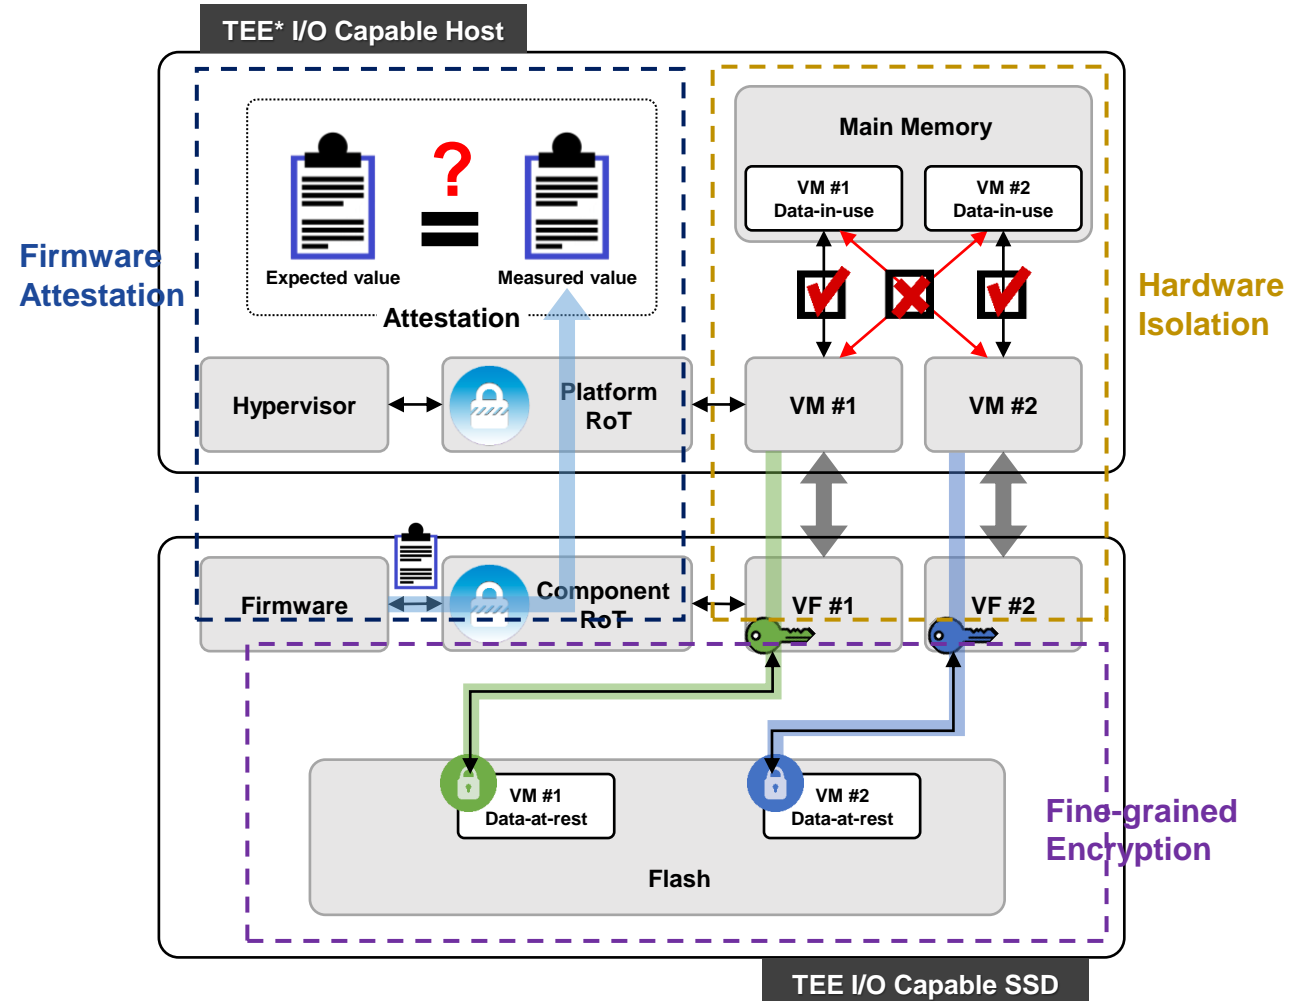 TEE* I/O Capable Host
Main Memory
VM #1
Data-in-use
VM #2
Data-in-use
?
Expected value
Measured value
Attestation
Firmware
Attestation
Hardware
Isolation
Hypervisor
Platform
RoT
VM #1
VM #2
Firmware
Component
RoT
VF #1
VF #2
VM #1
Data-at-rest
VM #2
Data-at-rest
Flash
Fine-grained
Encryption
TEE I/O Capable SSD